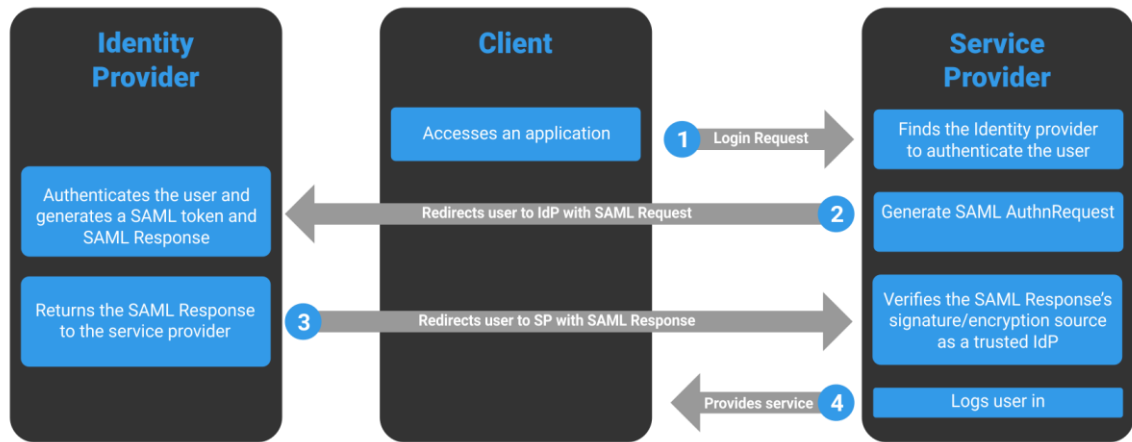 Identity
Provider
Client
Service
Provider
Accesses an application
1
Login Request
Finds the Identity provider
to authenticate the user
Authenticates the user and
generates a SAML token and
SAML Response
Redirects user to IdP with SAML Request
2
Generate SAML AuthnRequest
Returns the SAML Response
to the service provider
3
Redirects user to SP with SAML Response
Verifies the SAML Response's
signature/encryption source
as a trusted IdP
Provides service
4
Logs user in